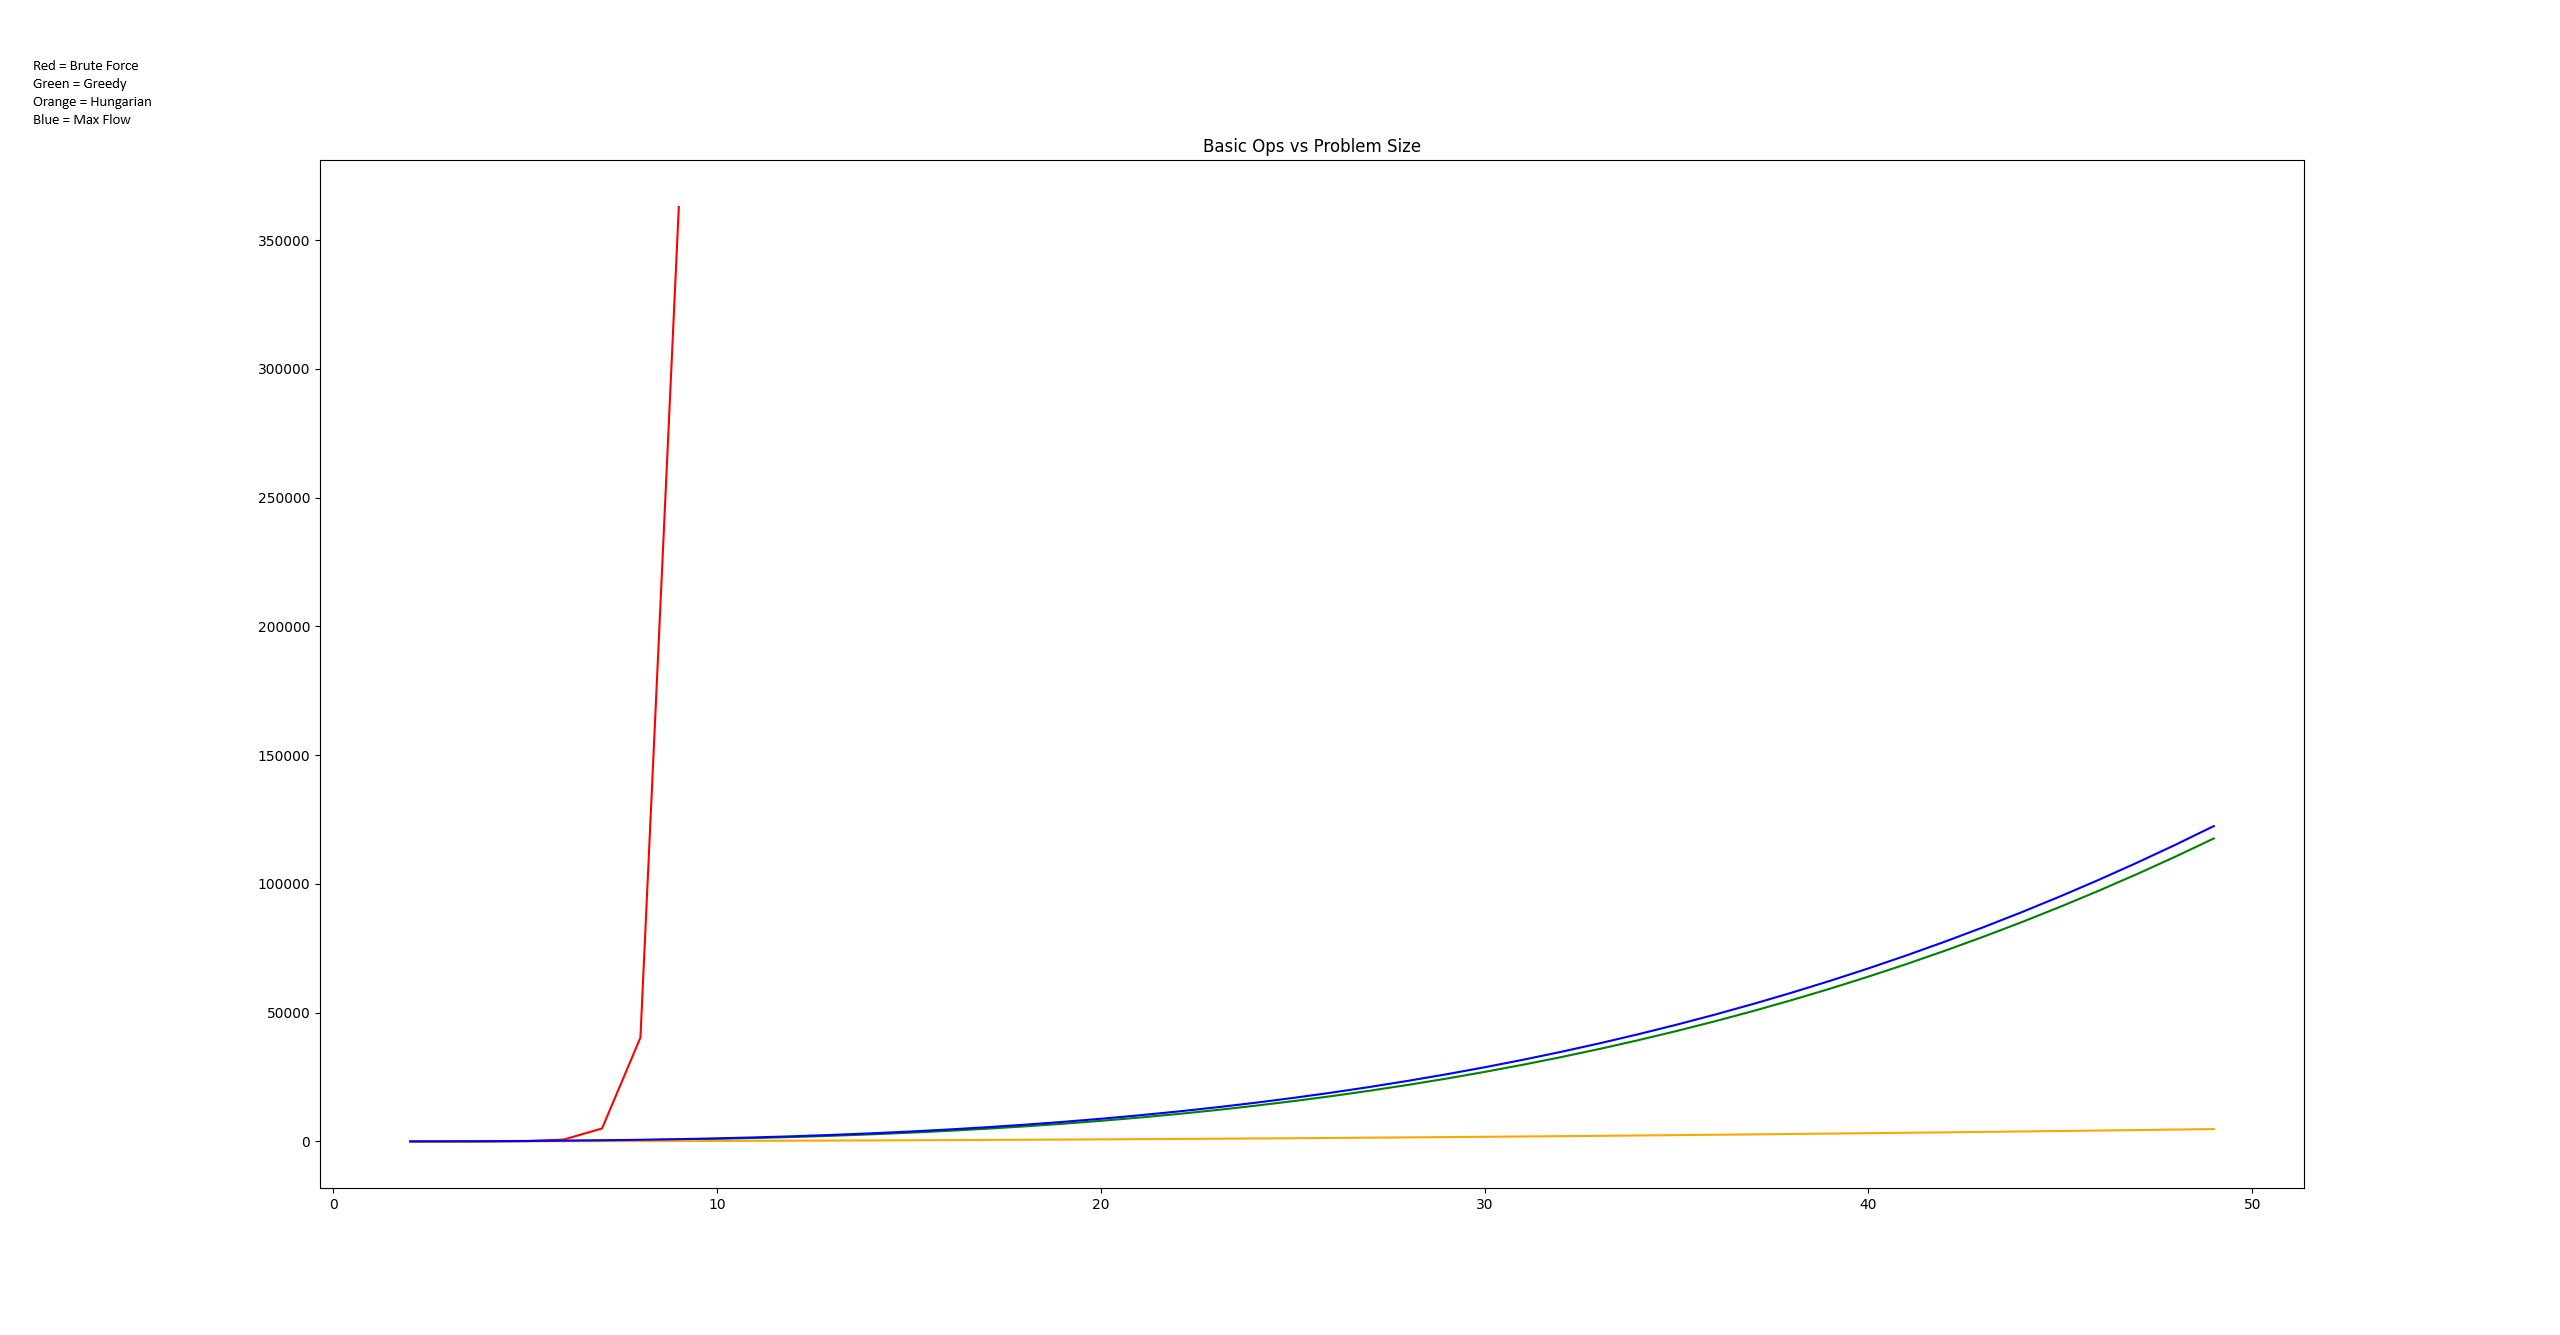 Red = Brute Force
Green = Greedy
Orange = Hungarian
Blue = Max Flow
Basic Ops vs Problem Size
350000
300000
250000
200000
150000
100000
50000
0
0 10 20 30 40 50